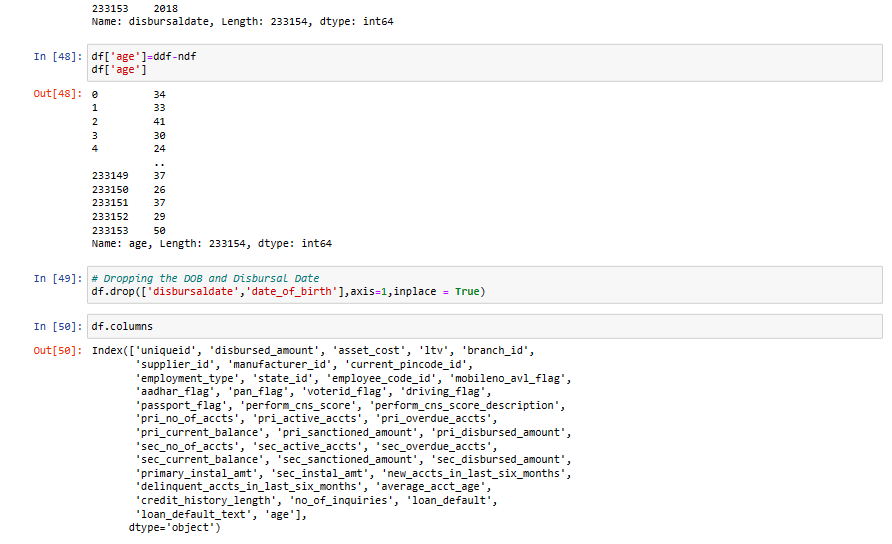 233153    2018
Name: disbursaldate, Length: 233154, dtype: int64
In [48]: df['age']=ddf-ndf
df['age']
Out[48]: 0         34
1         33
2         41
3         30
4         24
..
233149    37
233150    26
233151    37
233152    29
233153    50
Name: age, Length: 233154, dtype: int64
In [49]: # Dropping the DOB and Disbursal Date
df.drop(['disbursaldate','date_of_birth'],axis=1,inplace = True)
In [50]: df.columns
Out[50]: Index(['uniqueid', 'disbursed_amount', 'asset_cost', 'ltv', 'branch_id',
'supplier_id', 'manufacturer_id', 'current_pincode_id',
'employment_type', 'state_id', 'employee_code_id', 'mobileno_avl_flag',
'aadhar_flag', 'pan_flag', 'voterid_flag', 'driving_flag',
'passport_flag', 'perform_cns_score', 'perform_cns_score_description',
'pri_no_of_accts', 'pri_active_accts', 'pri_overdue_accts',
'pri_current_balance', 'pri_sanctioned_amount', 'pri_disbursed_amount',
'sec_no_of_accts', 'sec_active_accts', 'sec_overdue_accts',
'sec_current_balance', 'sec_sanctioned_amount', 'sec_disbursed_amount',
'primary_instal_amt', 'sec_instal_amt', 'new_accts_in_last_six_months',
'delinquent_accts_in_last_six_months', 'average_acct_age',
'credit_history_length', 'no_of_inquiries', 'loan_default',
'loan_default_text', 'age'],
dtype='object')